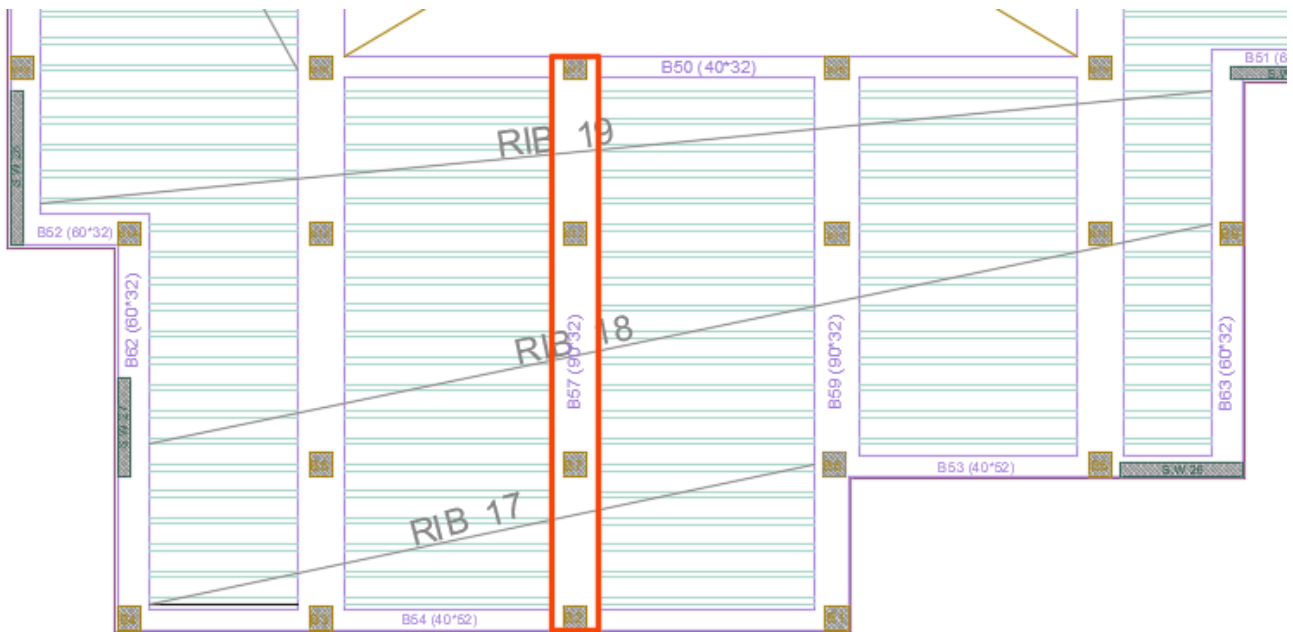 B51 (6
B50 (40*32)
RIB 19
S.W.26
B52 (60*32)
B62 (60*32)
RIB 18
B57 (90*32)
B59 (90*32)
B63 (60*32)
S.W.27
B53 (40*52)
S.W.26
RIB 17
B54 (40*52)